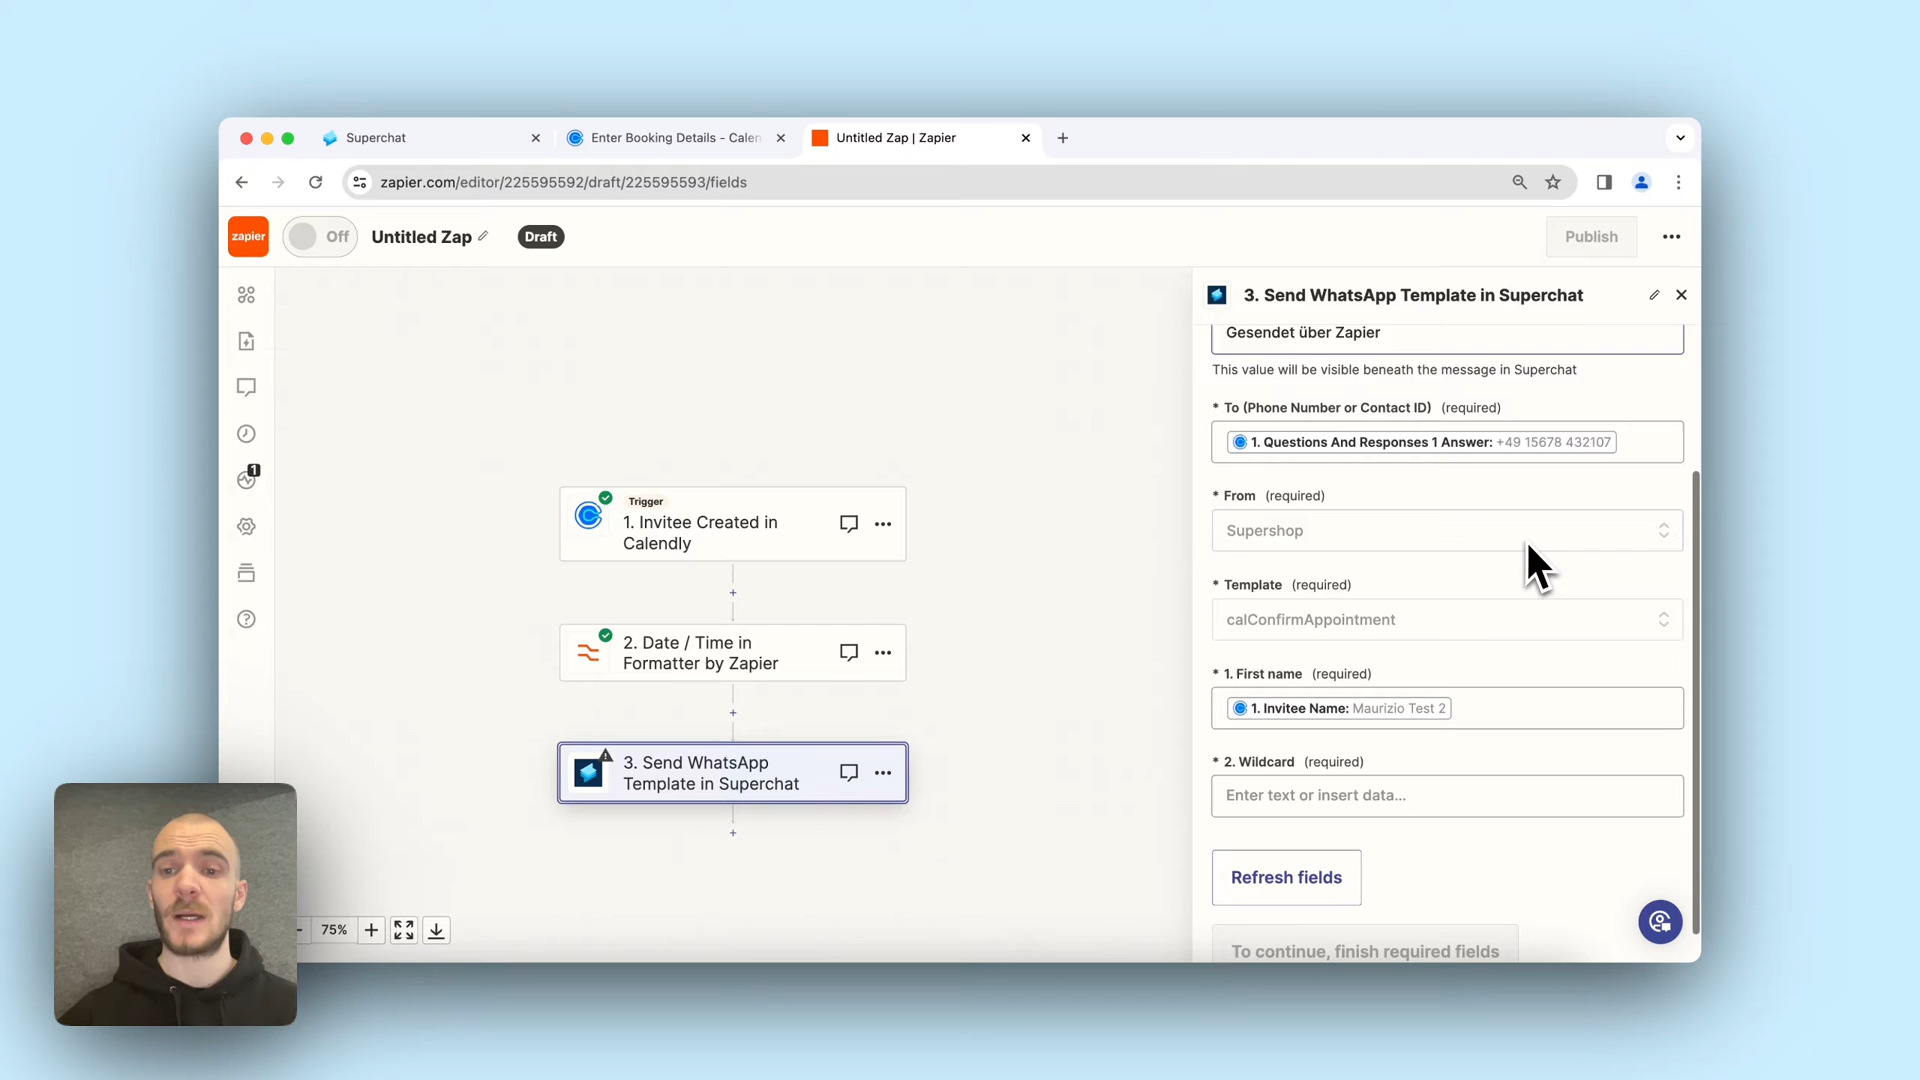 Superchat
Enter Booking Details - Calen
Untitled Zap | Zapier
zapier.com/editor/225595592/draft/225595593/fields
zapier
Off
Untitled Zap
Draft
Publish
3. Send WhatsApp Template in Superchat
Gesendet über Zapier
This value will be visible beneath the message in Superchat
* To (Phone Number or Contact ID) (required)
1. Questions And Responses 1 Answer: +49 15678 432107
* From (required)
Supershop
* Template (required)
calConfirmAppointment
* 1. First name (required)
1. Invitee Name: Maurizio Test 2
* 2. Wildcard (required)
Enter text or insert data...
Refresh fields
To continue, finish required fields
1
Trigger
1. Invitee Created in
Calendly
2. Date / Time in
Formatter by Zapier
3. Send WhatsApp
Template in Superchat
75%